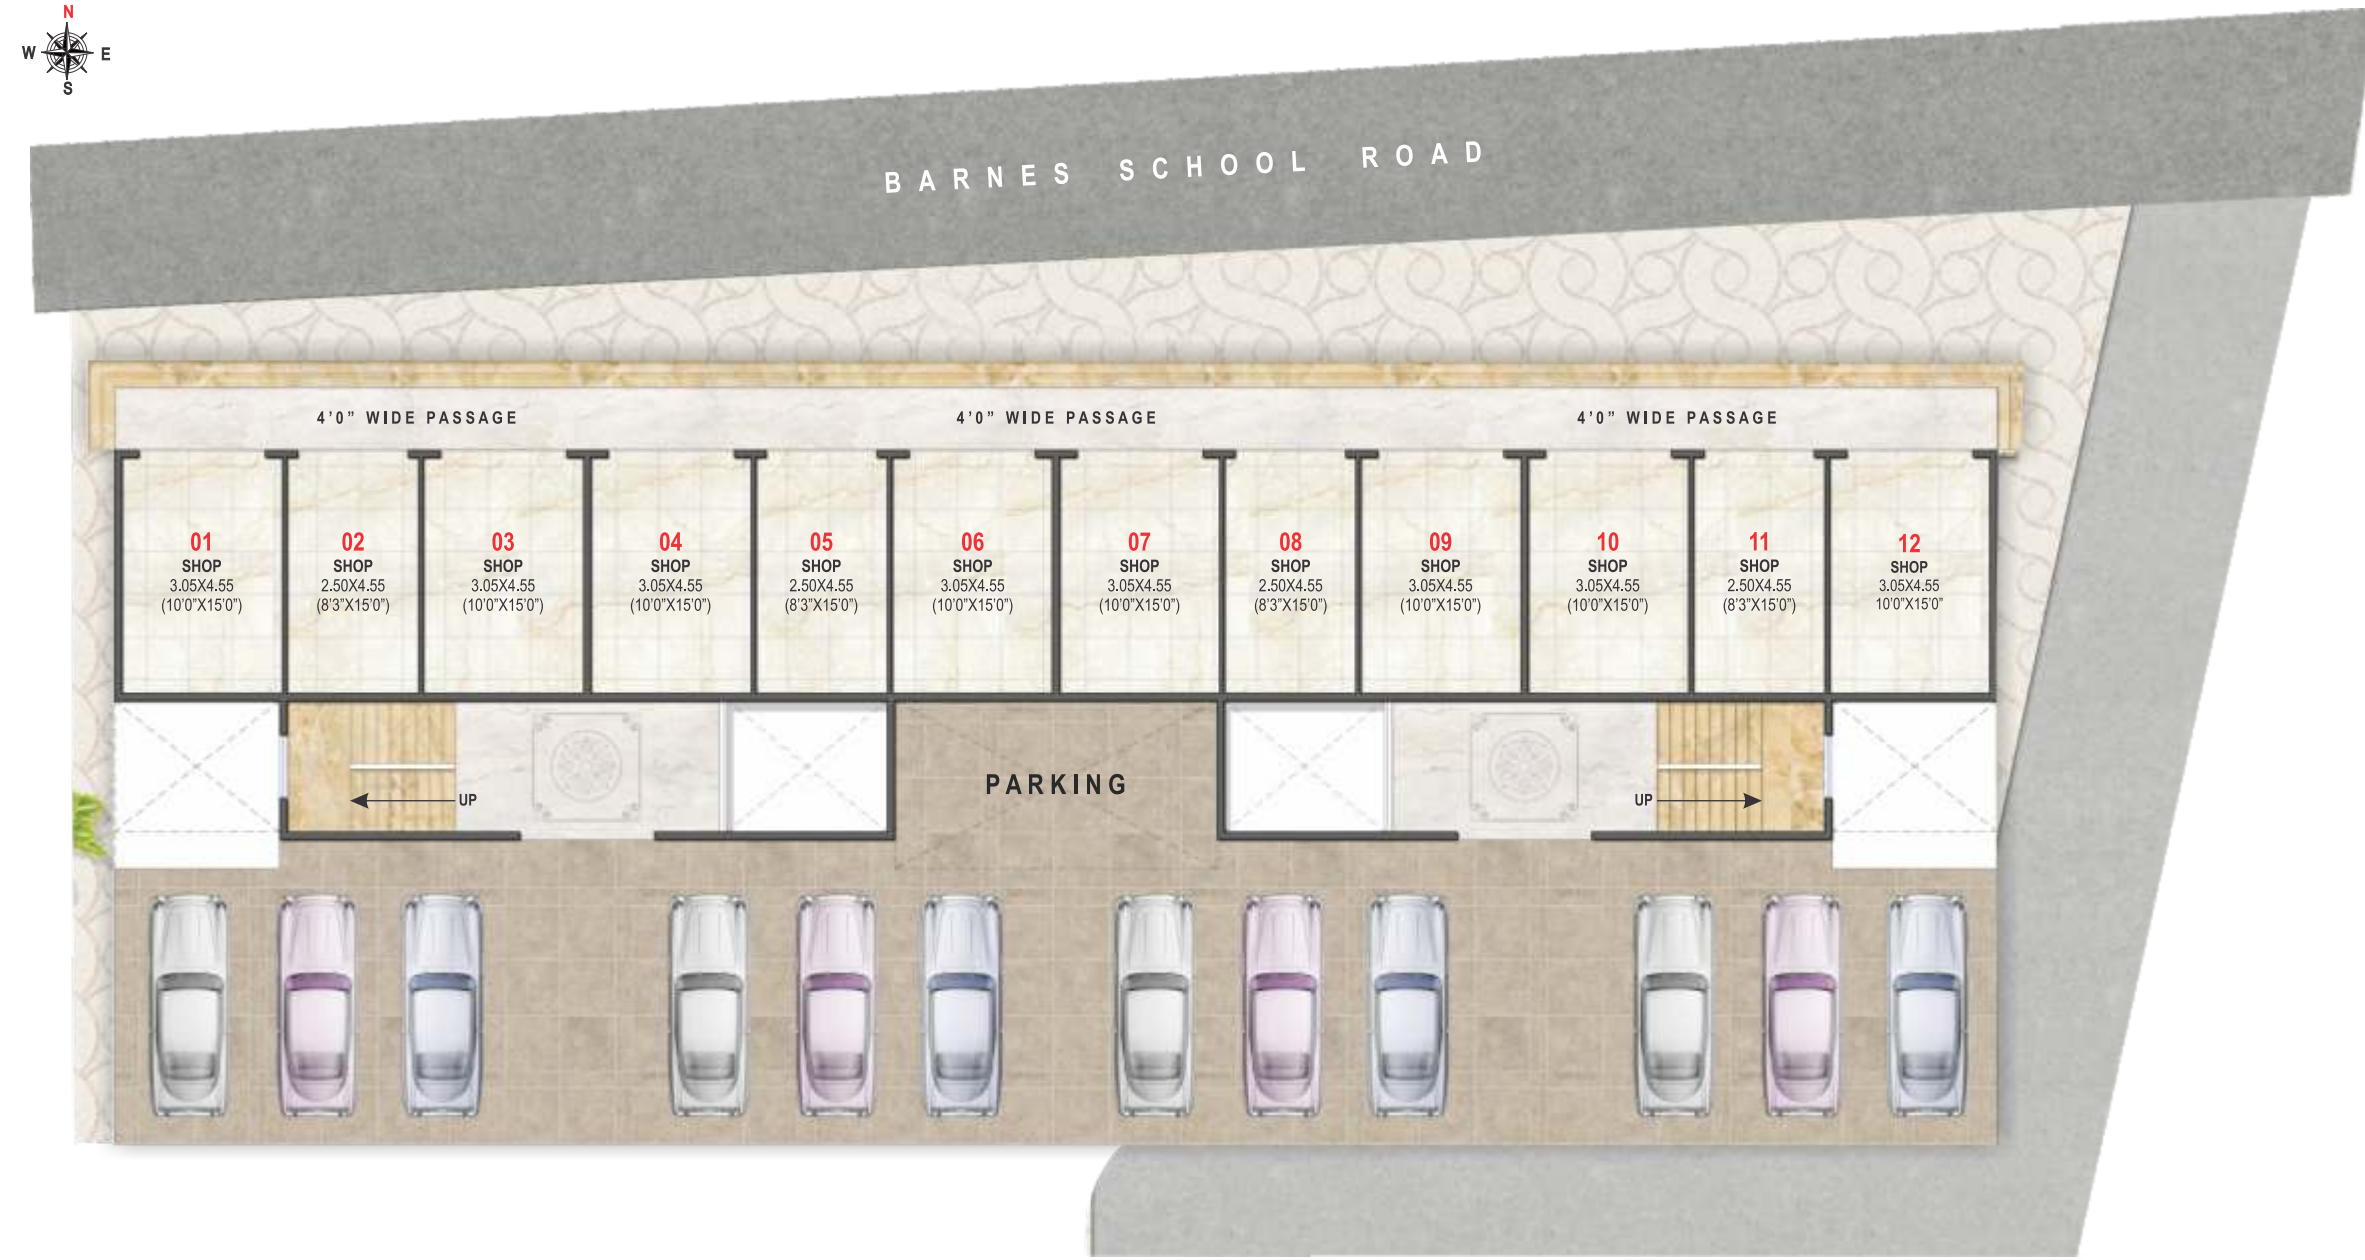 N
W E
S
BARNES SCHOOL ROAD
4'0" WIDE PASSAGE
4'0" WIDE PASSAGE
4'0" WIDE PASSAGE
01
SHOP
3.05X4.55
(10'0"X15'0")
02
SHOP
2.50X4.55
(8'3"X15'0")
03
SHOP
3.05X4.55
(10'0"X15'0")
04
SHOP
3.05X4.55
(10'0"X15'0")
05
SHOP
2.50X4.55
(8'3"X15'0")
06
SHOP
3.05X4.55
(10'0"X15'0")
07
SHOP
3.05X4.55
(10'0"X15'0")
08
SHOP
2.50X4.55
(8'3"X15'0")
09
SHOP
3.05X4.55
(10'0"X15'0")
10
SHOP
3.05X4.55
(10'0"X15'0")
11
SHOP
2.50X4.55
(8'3"X15'0")
12
SHOP
3.05X4.55
10'0"X15'0"
UP
PARKING
UP